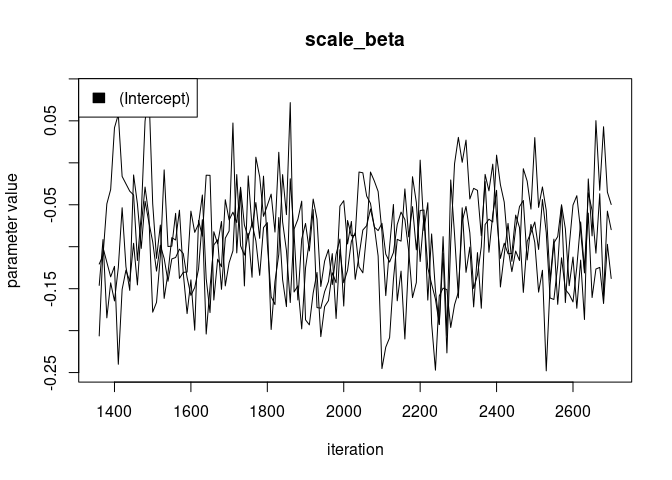 scale_beta
(Intercept)
parameter value
0.05
-0.05
-0.15
-0.25
1400 1600 1800 2000 2200 2400 2600
iteration